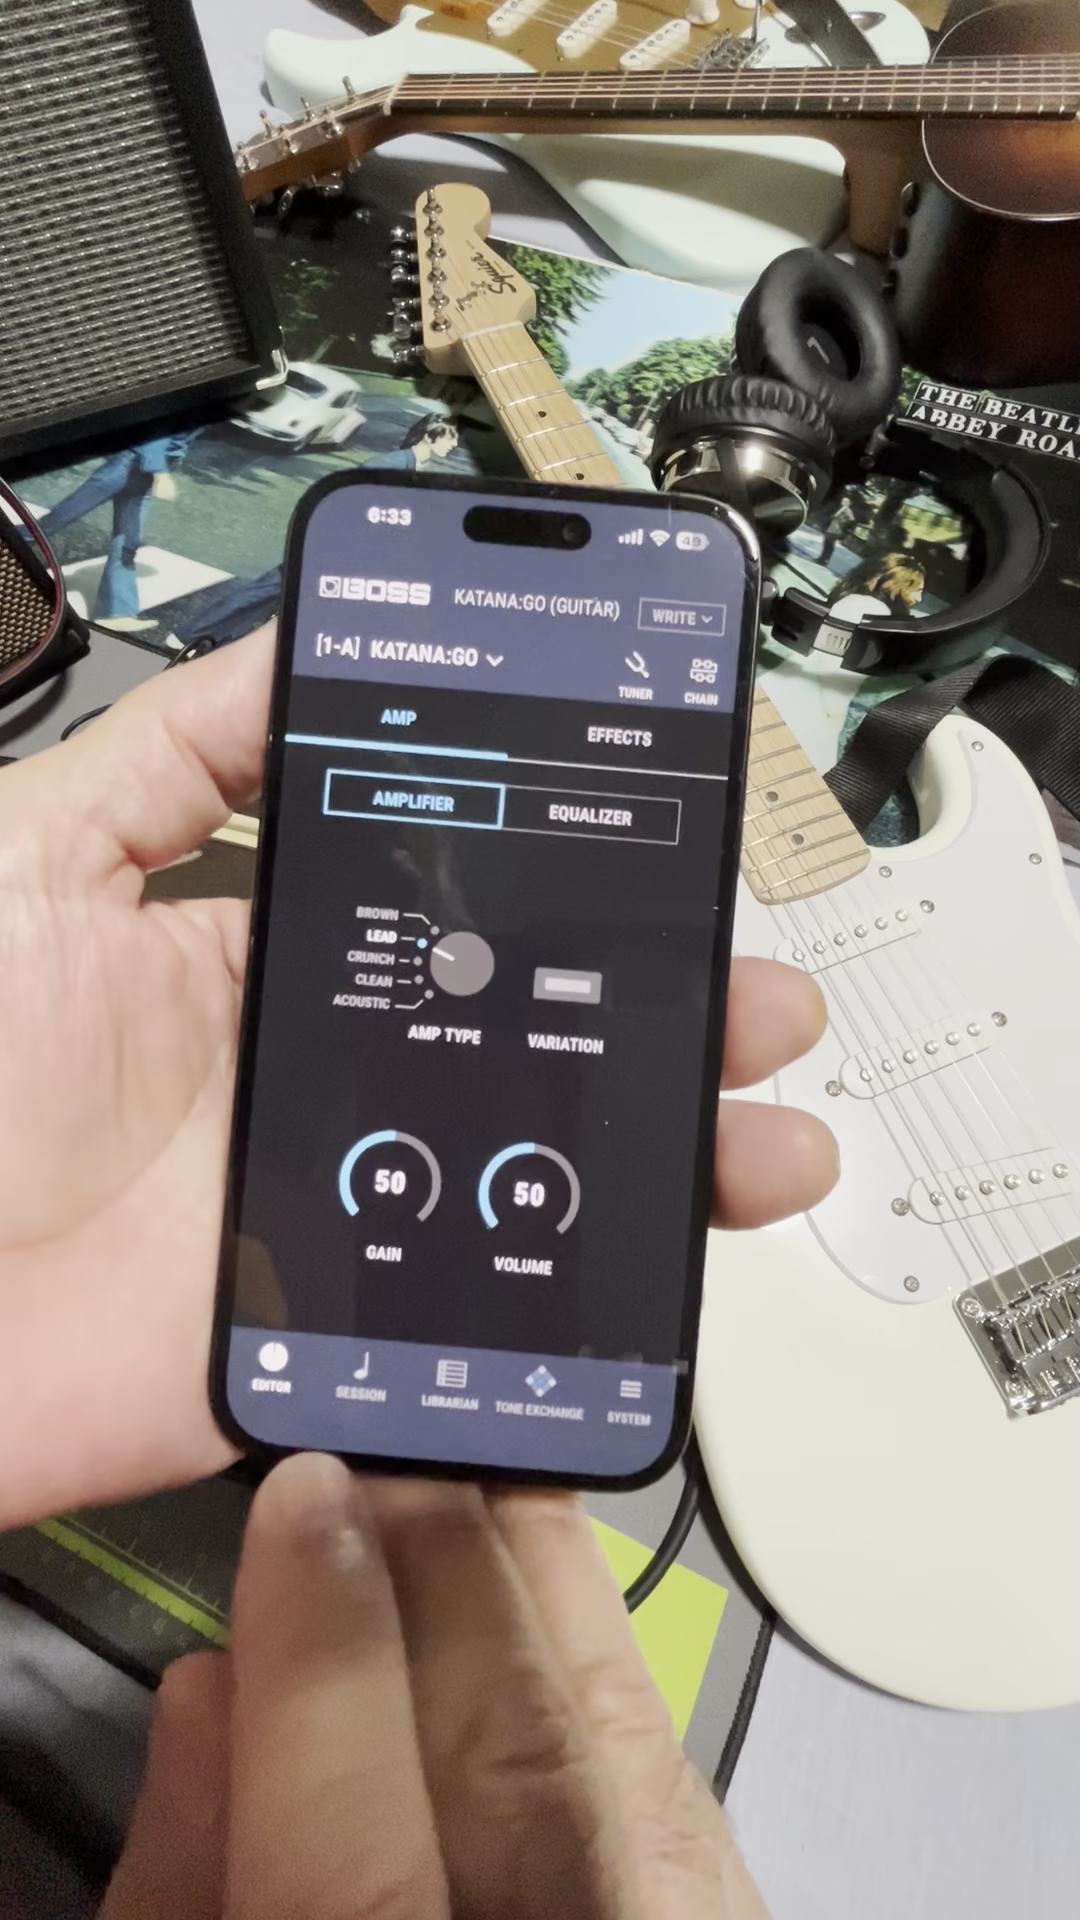 Squier
THE BEATL
ABBEY ROA
6:33
49
BOSS
KATANA:GO (GUITAR)
WRITE
[1-A] KATANA:GO
TUNER
CHAIN
AMP
EFFECTS
AMPLIFIER
EQUALIZER
BROWN
LEAD
CRUNCH
CLEAN
ACOUSTIC
AMP TYPE
VARIATION
50
50
GAIN
VOLUME
EDITOR
SESSION
LIBRARIAN
TONE EXCHANGE
SYSTEM